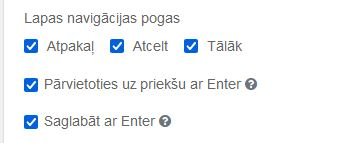 Lapas navigācijas pogas
Atpakaļ Atcelt Tālāk
Pārvietoties uz priekšu ar Enter ?
Saglabāt ar Enter ?